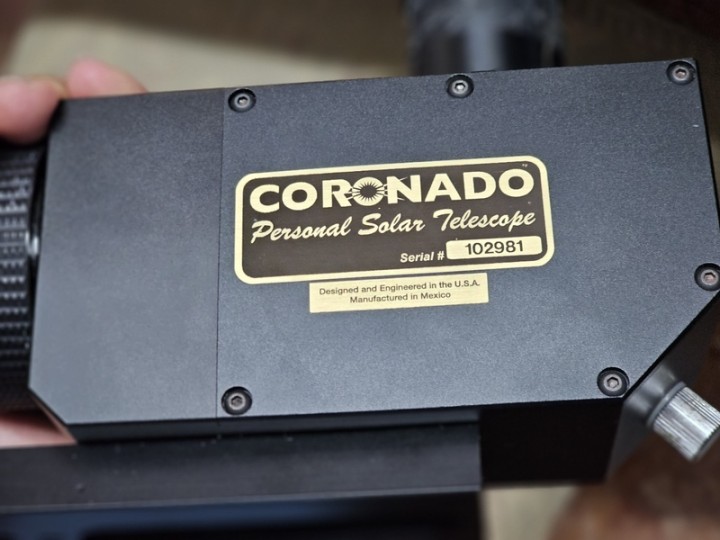 CORONADO
Personal Solar Telescope
Serial # 102981
Designed and Engineered in the U.S.A.
Manufactured in Mexico